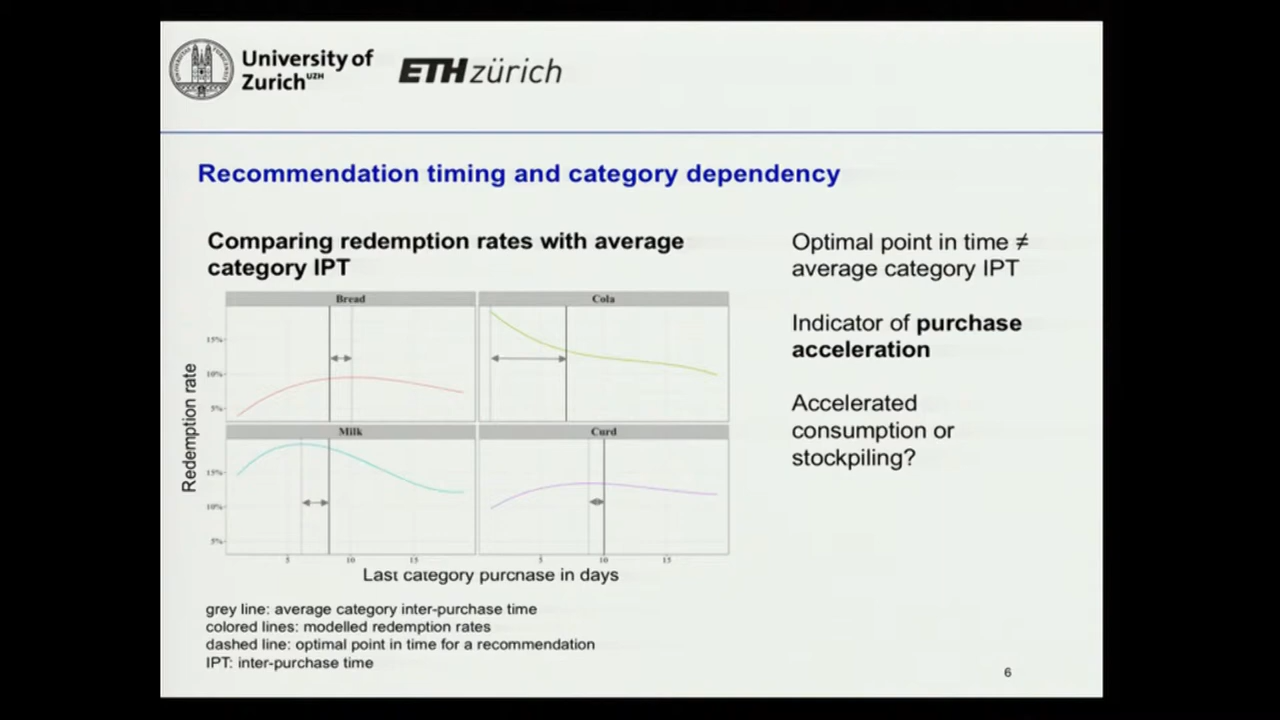 University of
Zurich UZH
ETH zürich
Recommendation timing and category dependency
Comparing redemption rates with average
category IPT
Bread
Cola
15%
10%
5%
Milk
Curd
15%
10%
5%
5
10
15
5
10
15
Redemption rate
Last category purcnase in days
grey line: average category inter-purchase time
colored lines: modelled redemption rates
dashed line: optimal point in time for a recommendation
IPT: inter-purchase time
Optimal point in time ≠
average category IPT
Indicator of purchase
acceleration
Accelerated
consumption or
stockpiling?
6